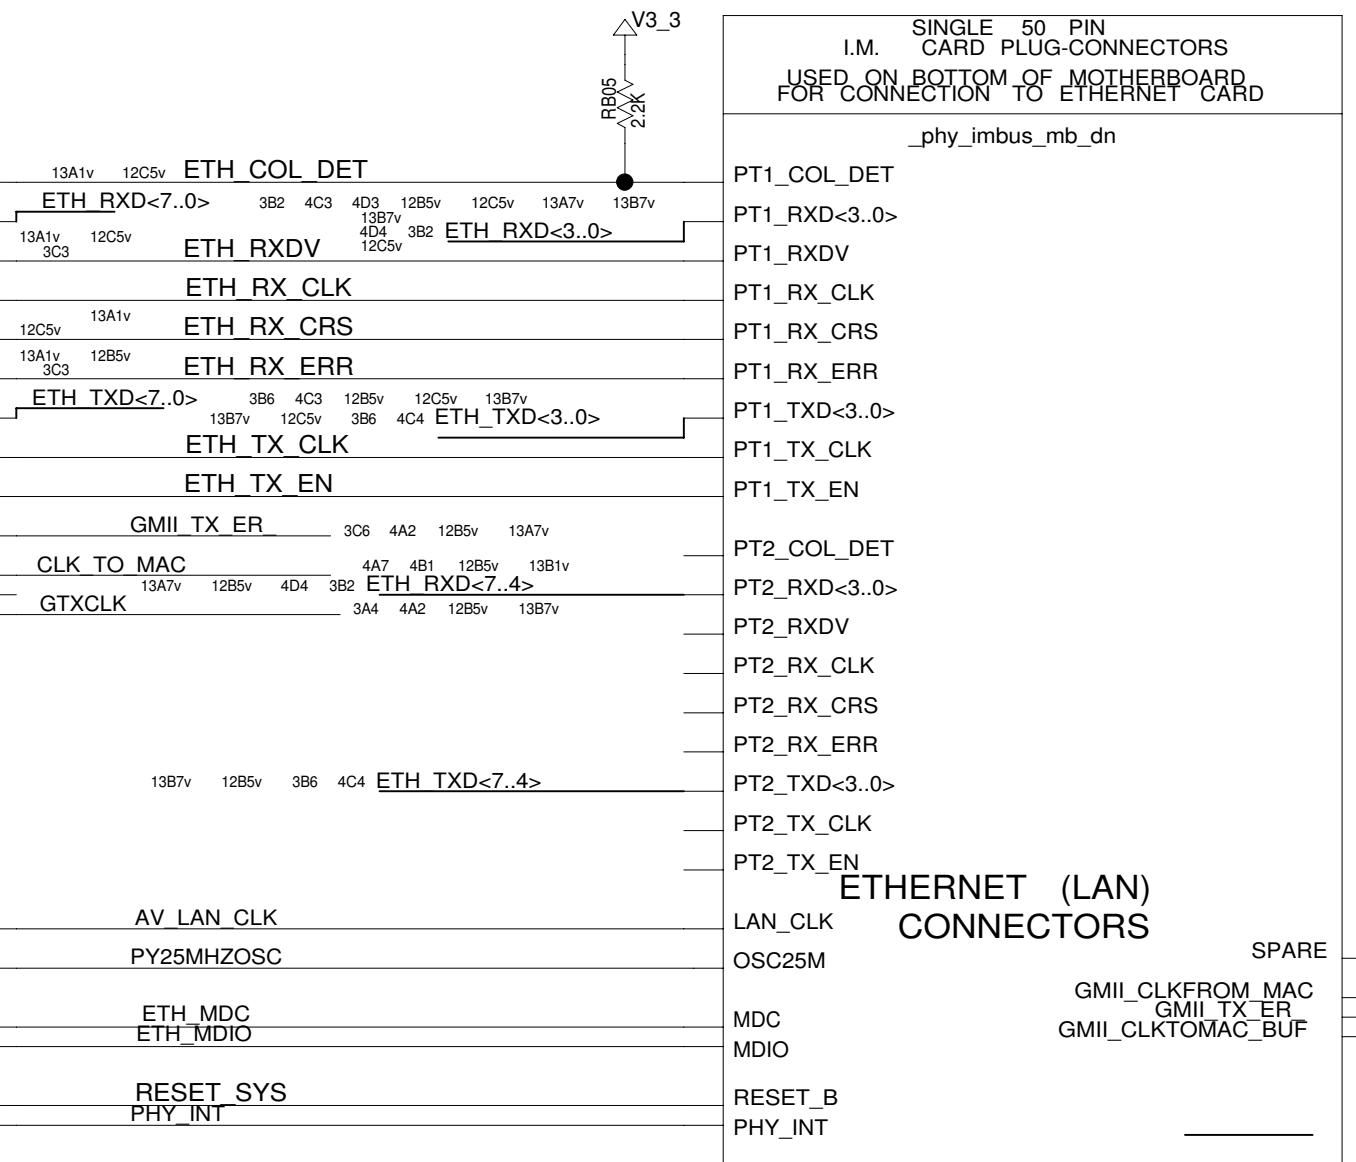 V3_3
RB05
2.2K
SINGLE 50 PIN
I.M. CARD PLUG-CONNECTORS
USED ON BOTTOM OF MOTHERBOARD
FOR CONNECTION TO ETHERNET CARD
_phy_imbus_mb_dn
13A1v 12C5v ETH_COL_DET
PT1_COL_DET
ETH_RXD<7..0> 3B2 4C3 4D3 12B5v 12C5v 13A7v 13B7v
13B7v
4D4 3B2 ETH_RXD<3..0>
12C5v
PT1_RXD<3..0>
13A1v 12C5v
3C3
ETH_RXDV
PT1_RXDV
ETH_RX_CLK
PT1_RX_CLK
13A1v
12C5v
ETH_RX_CRS
PT1_RX_CRS
13A1v 12B5v
3C3
ETH_RX_ERR
PT1_RX_ERR
ETH_TXD<7..0> 3B6 4C3 12B5v 12C5v 13B7v
13B7v 12C5v 3B6 4C4 ETH_TXD<3..0>
PT1_TXD<3..0>
ETH_TX_CLK
PT1_TX_CLK
ETH_TX_EN
PT1_TX_EN
GMII_TX_ER_ 3C6 4A2 12B5v 13A7v
PT2_COL_DET
CLK_TO_MAC 4A7 4B1 12B5v 13B1v
13A7v 12B5v 4D4 3B2 ETH_RXD<7..4>
PT2_RXD<3..0>
GTXCLK 3A4 4A2 12B5v 13B7v
PT2_RXDV
PT2_RX_CLK
PT2_RX_CRS
PT2_RX_ERR
13B7v 12B5v 3B6 4C4 ETH_TXD<7..4>
PT2_TXD<3..0>
PT2_TX_CLK
PT2_TX_EN
ETHERNET (LAN)
CONNECTORS
AV_LAN_CLK
LAN_CLK
PY25MHZOSC
OSC25M
SPARE
GMII_CLKFROM_MAC
GMII_TX_ER_
GMII_CLKTOMAC_BUF
ETH_MDC
MDC
ETH_MDIO
MDIO
RESET_SYS
RESET_B
PHY_INT
PHY_INT